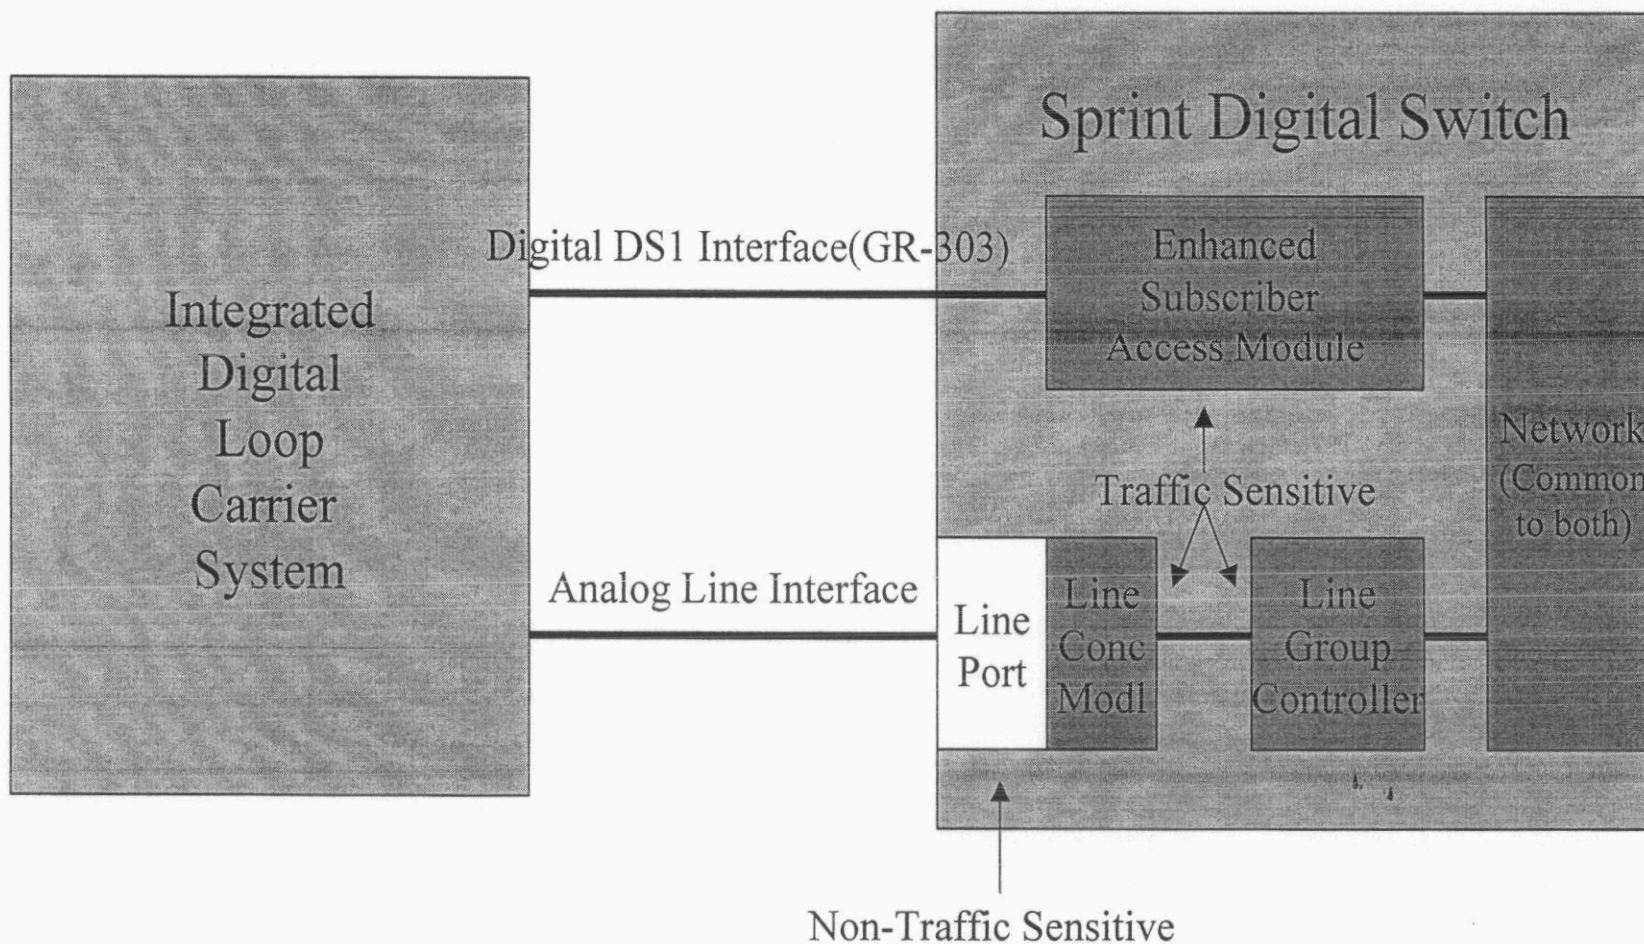 Sprint Digital Switch
Digital DS1 Interface(GR-303)
Enhanced
Subscriber
Access Module
Integrated
Digital
Loop
Carrier
System
Network
(Common
to both)
Traffic Sensitive
Analog Line Interface
Line
Port
Line
Conc
Modl
Line
Group
Controller
Non-Traffic Sensitive